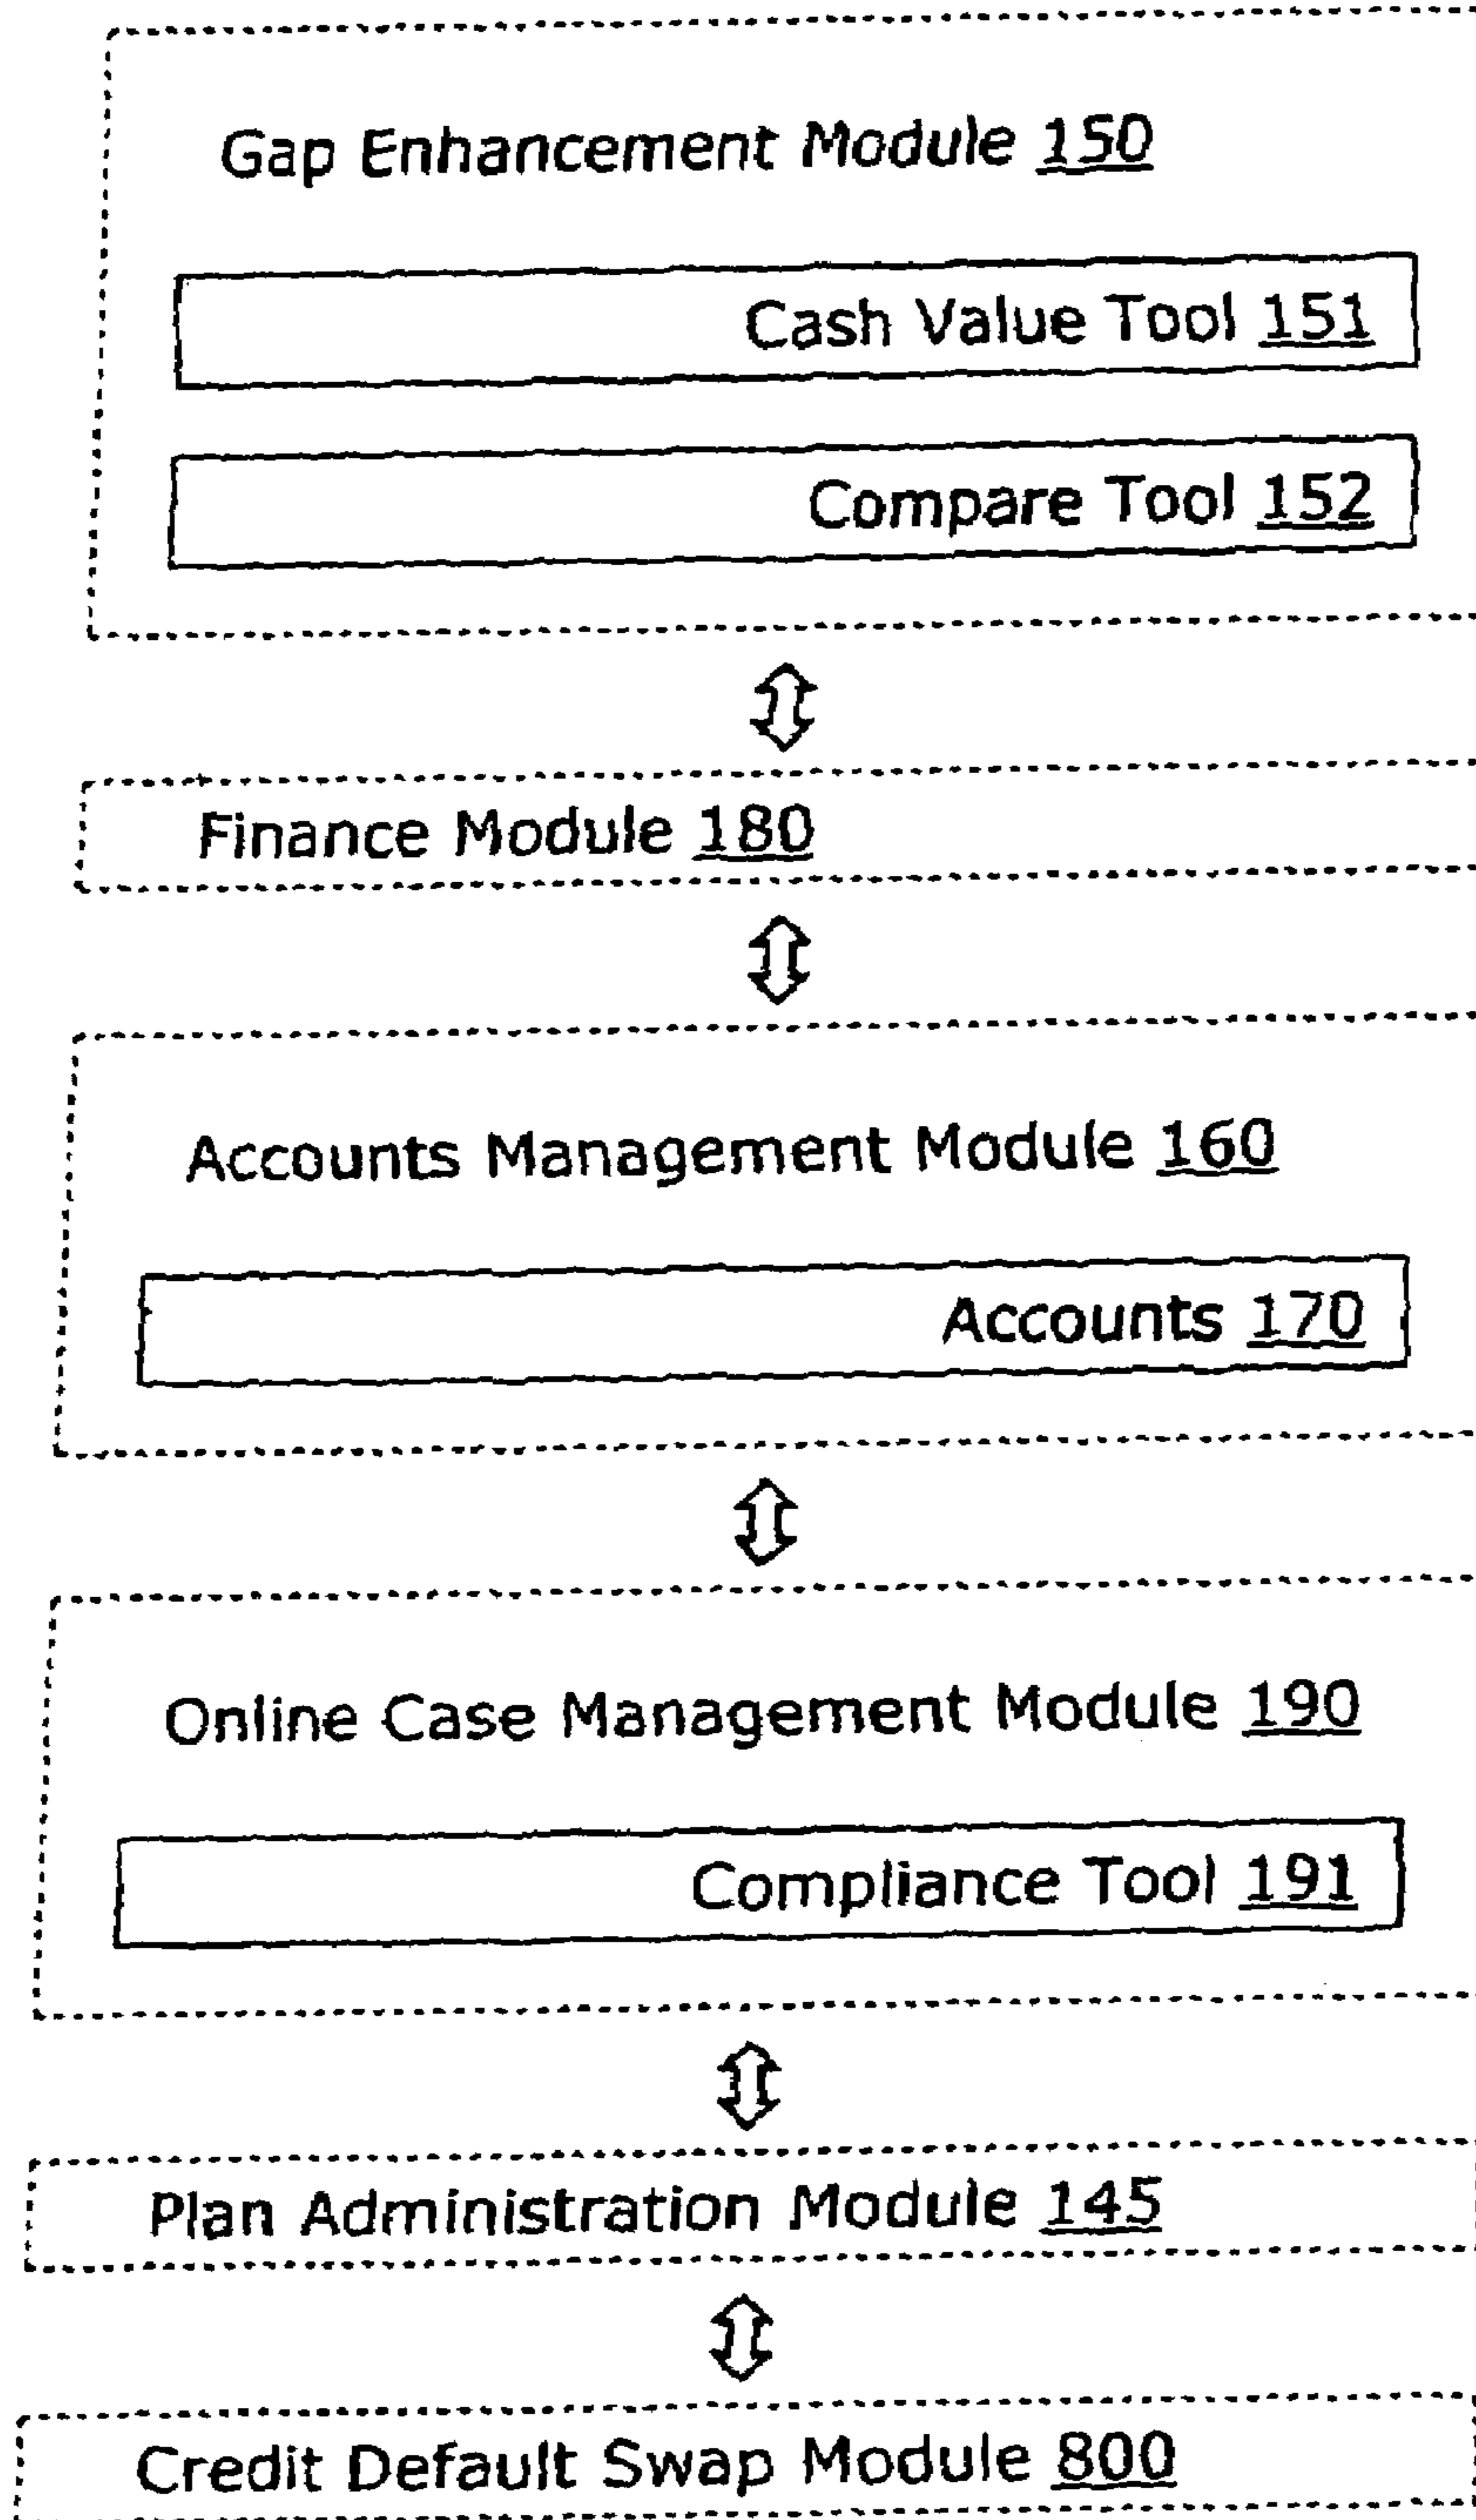 Gap Enhancement Module 150
Cash Value Tool 151
Compare Tool 152
Finance Module 180
Accounts Management Module 160
Accounts 170
Online Case Management Module 190
Compliance Tool 191
Plan Administration Module 145
Credit Default Swap Module 800